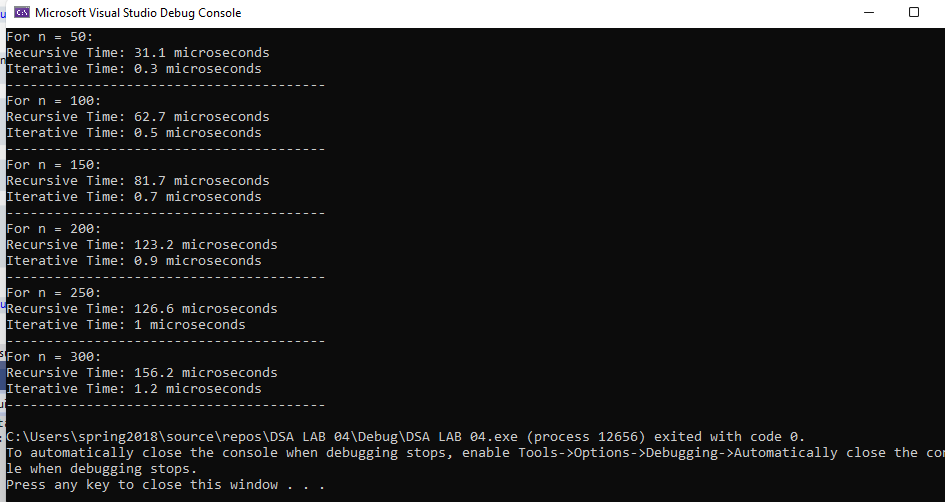 Microsoft Visual Studio Debug Console
For n = 50:
Recursive Time: 31.1 microseconds
Iterative Time: 0.3 microseconds
----------------------------------------
For n = 100:
Recursive Time: 62.7 microseconds
Iterative Time: 0.5 microseconds
----------------------------------------
For n = 150:
Recursive Time: 81.7 microseconds
Iterative Time: 0.7 microseconds
----------------------------------------
For n = 200:
Recursive Time: 123.2 microseconds
Iterative Time: 0.9 microseconds
----------------------------------------
For n = 250:
Recursive Time: 126.6 microseconds
Iterative Time: 1 microseconds
----------------------------------------
For n = 300:
Recursive Time: 156.2 microseconds
Iterative Time: 1.2 microseconds
----------------------------------------
C:\Users\spring2018\source\repos\DSA LAB 04\Debug\DSA LAB 04.exe (process 12656) exited with code 0.
To automatically close the console when debugging stops, enable Tools->Options->Debugging->Automatically close the con
le when debugging stops.
Press any key to close this window . . .